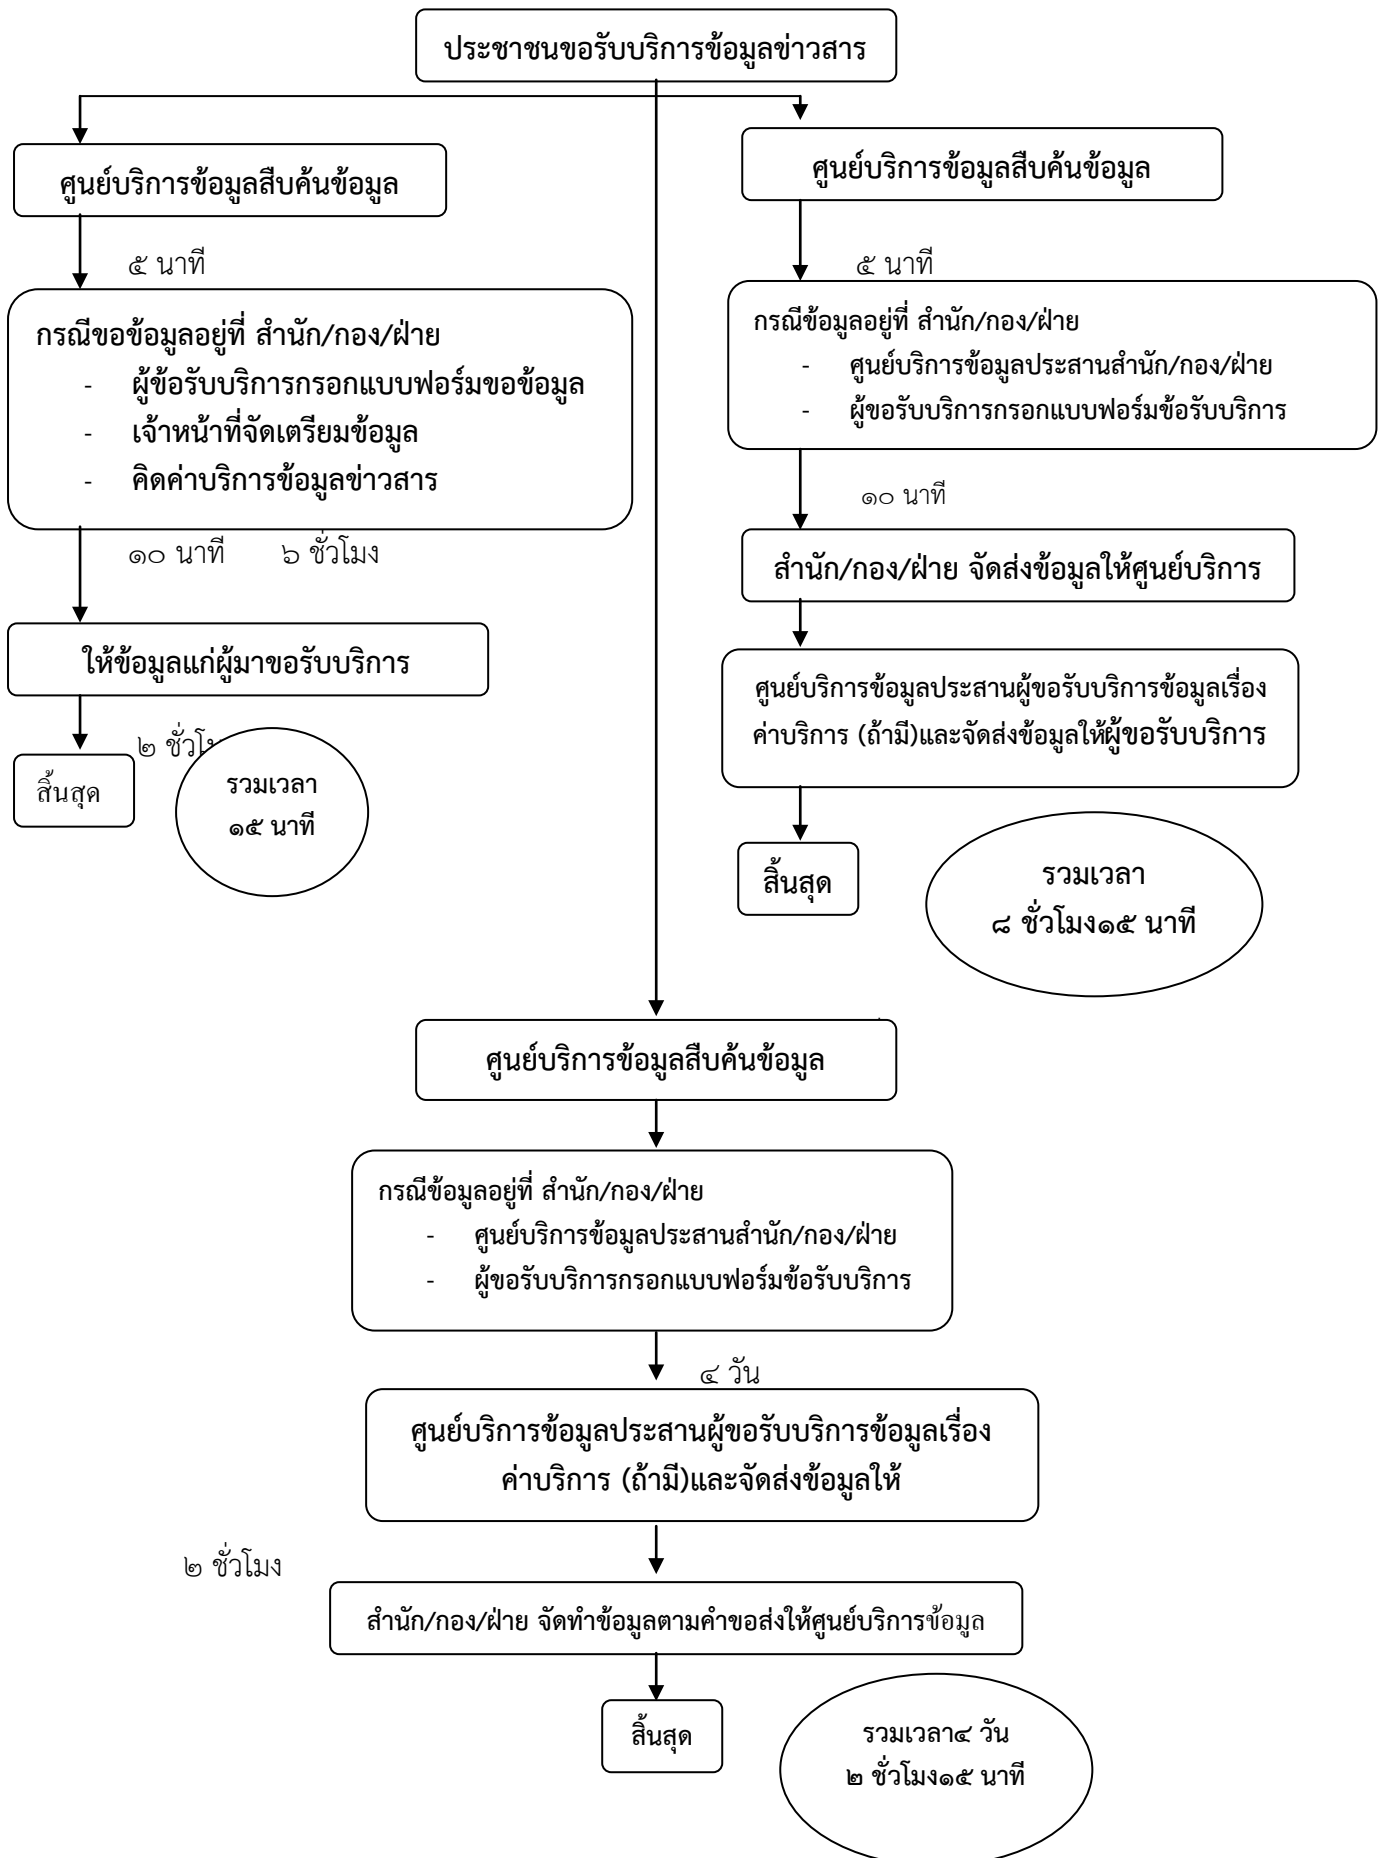 ประชาชนขอรับบริการข้อมูลข่าวสาร
ศูนย์บริการข้อมูลสืบค้นข้อมูล
๕ นาที
กรณีขอข้อมูลอยู่ที่ สำนัก/กอง/ฝ่าย
- ผู้ข้อรับบริการกรอกแบบฟอร์มขอข้อมูล
- เจ้าหน้าที่จัดเตรียมข้อมูล
- คิดค่าบริการข้อมูลข่าวสาร
๑๐ นาที ๖ ชั่วโมง
ให้ข้อมูลแก่ผู้มาขอรับบริการ
๒ ชั่วโม
สิ้นสุด
รวมเวลา
๑๕ นาที
ศูนย์บริการข้อมูลสืบค้นข้อมูล
๕ นาที
กรณีข้อมูลอยู่ที่ สำนัก/กอง/ฝ่าย
- ศูนย์บริการข้อมูลประสานสำนัก/กอง/ฝ่าย
- ผู้ขอรับบริการกรอกแบบฟอร์มข้อรับบริการ
๑๐ นาที
สำนัก/กอง/ฝ่าย จัดส่งข้อมูลให้ศูนย์บริการ
ศูนย์บริการข้อมูลประสานผู้ขอรับบริการข้อมูลเรื่อง
ค่าบริการ (ถ้ามี)และจัดส่งข้อมูลให้ผู้ขอรับบริการ
สิ้นสุด
รวมเวลา
๘ ชั่วโมง๑๕ นาที
ศูนย์บริการข้อมูลสืบค้นข้อมูล
กรณีข้อมูลอยู่ที่ สำนัก/กอง/ฝ่าย
- ศูนย์บริการข้อมูลประสานสำนัก/กอง/ฝ่าย
- ผู้ขอรับบริการกรอกแบบฟอร์มข้อรับบริการ
๔ วัน
ศูนย์บริการข้อมูลประสานผู้ขอรับบริการข้อมูลเรื่อง
ค่าบริการ (ถ้ามี)และจัดส่งข้อมูลให้
๒ ชั่วโมง
สำนัก/กอง/ฝ่าย จัดทำข้อมูลตามคำขอส่งให้ศูนย์บริการข้อมูล
สิ้นสุด
รวมเวลา๔ วัน
๒ ชั่วโมง๑๕ นาที